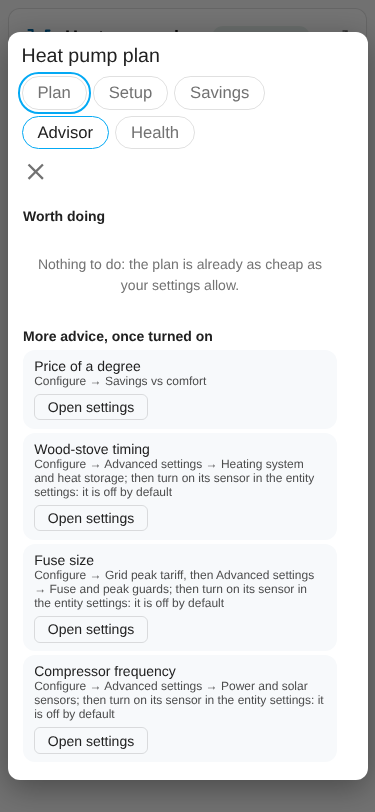 Heat pump plan
Plan
Setup
Savings
Advisor
Health
Worth doing
Nothing to do: the plan is already as cheap as
your settings allow.
More advice, once turned on
Price of a degree
Configure → Savings vs comfort
Open settings
Wood-stove timing
Configure → Advanced settings → Heating system
and heat storage; then turn on its sensor in the entity
settings: it is off by default
Open settings
Fuse size
Configure → Grid peak tariff, then Advanced settings
→ Fuse and peak guards; then turn on its sensor in
the entity settings: it is off by default
Open settings
Compressor frequency
Configure → Advanced settings → Power and solar
sensors; then turn on its sensor in the entity settings: it
is off by default
Open settings